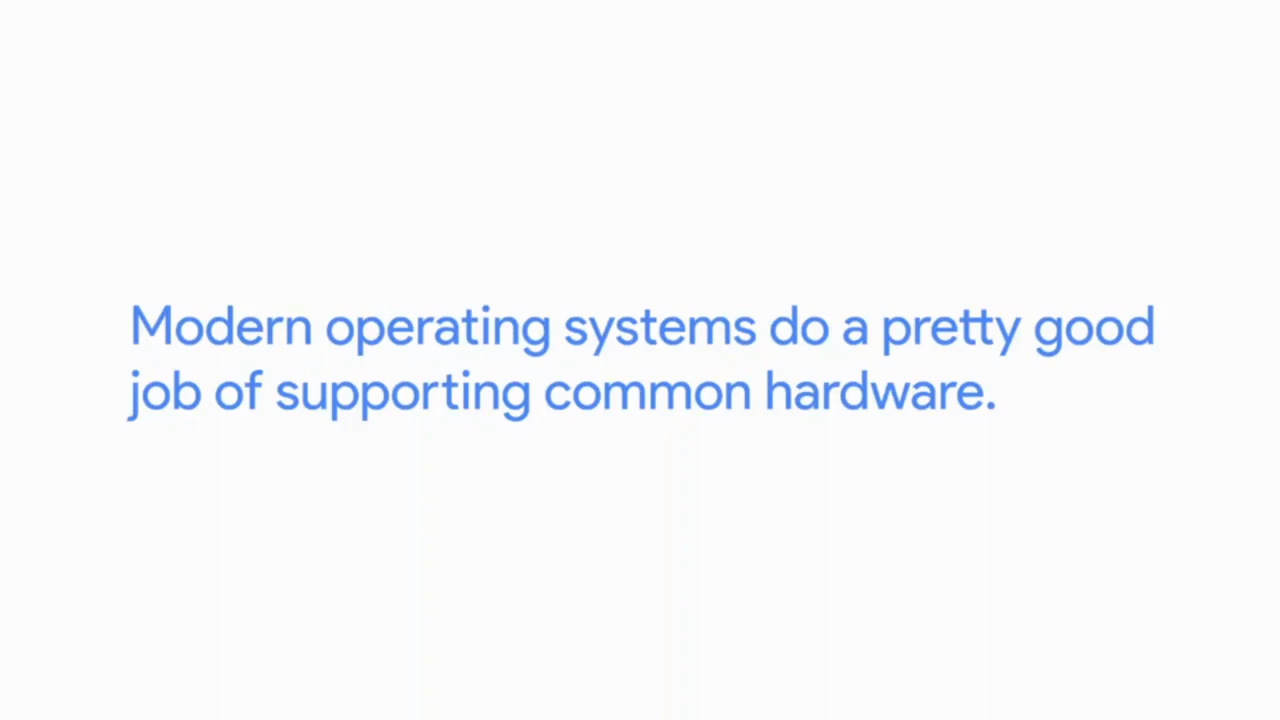 Modern operating systems do a pretty good
job of supporting common hardware.